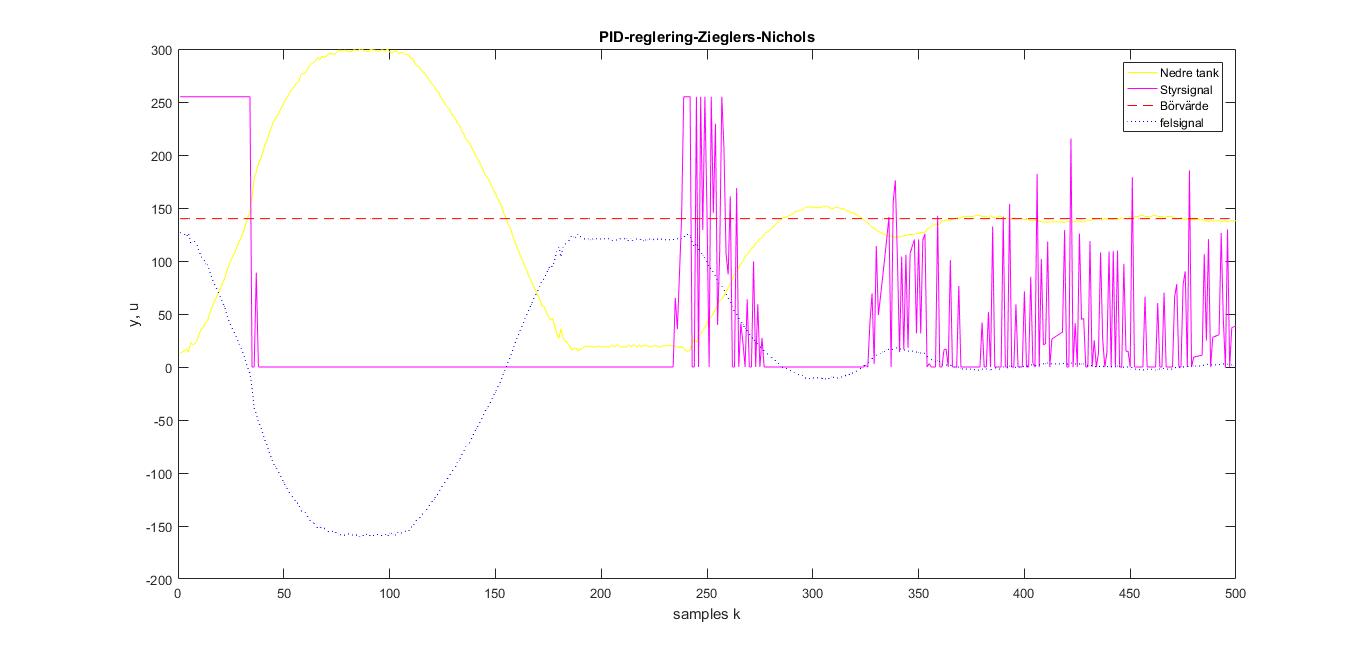 PID-reglering-Zieglers-Nichols
Nedre tank
Styrsignal
Börvärde
felsignal
y, u
300
250
200
150
100
50
0
-50
-100
-150
-200
0 50 100 150 200 250 300 350 400 450 500
samples k